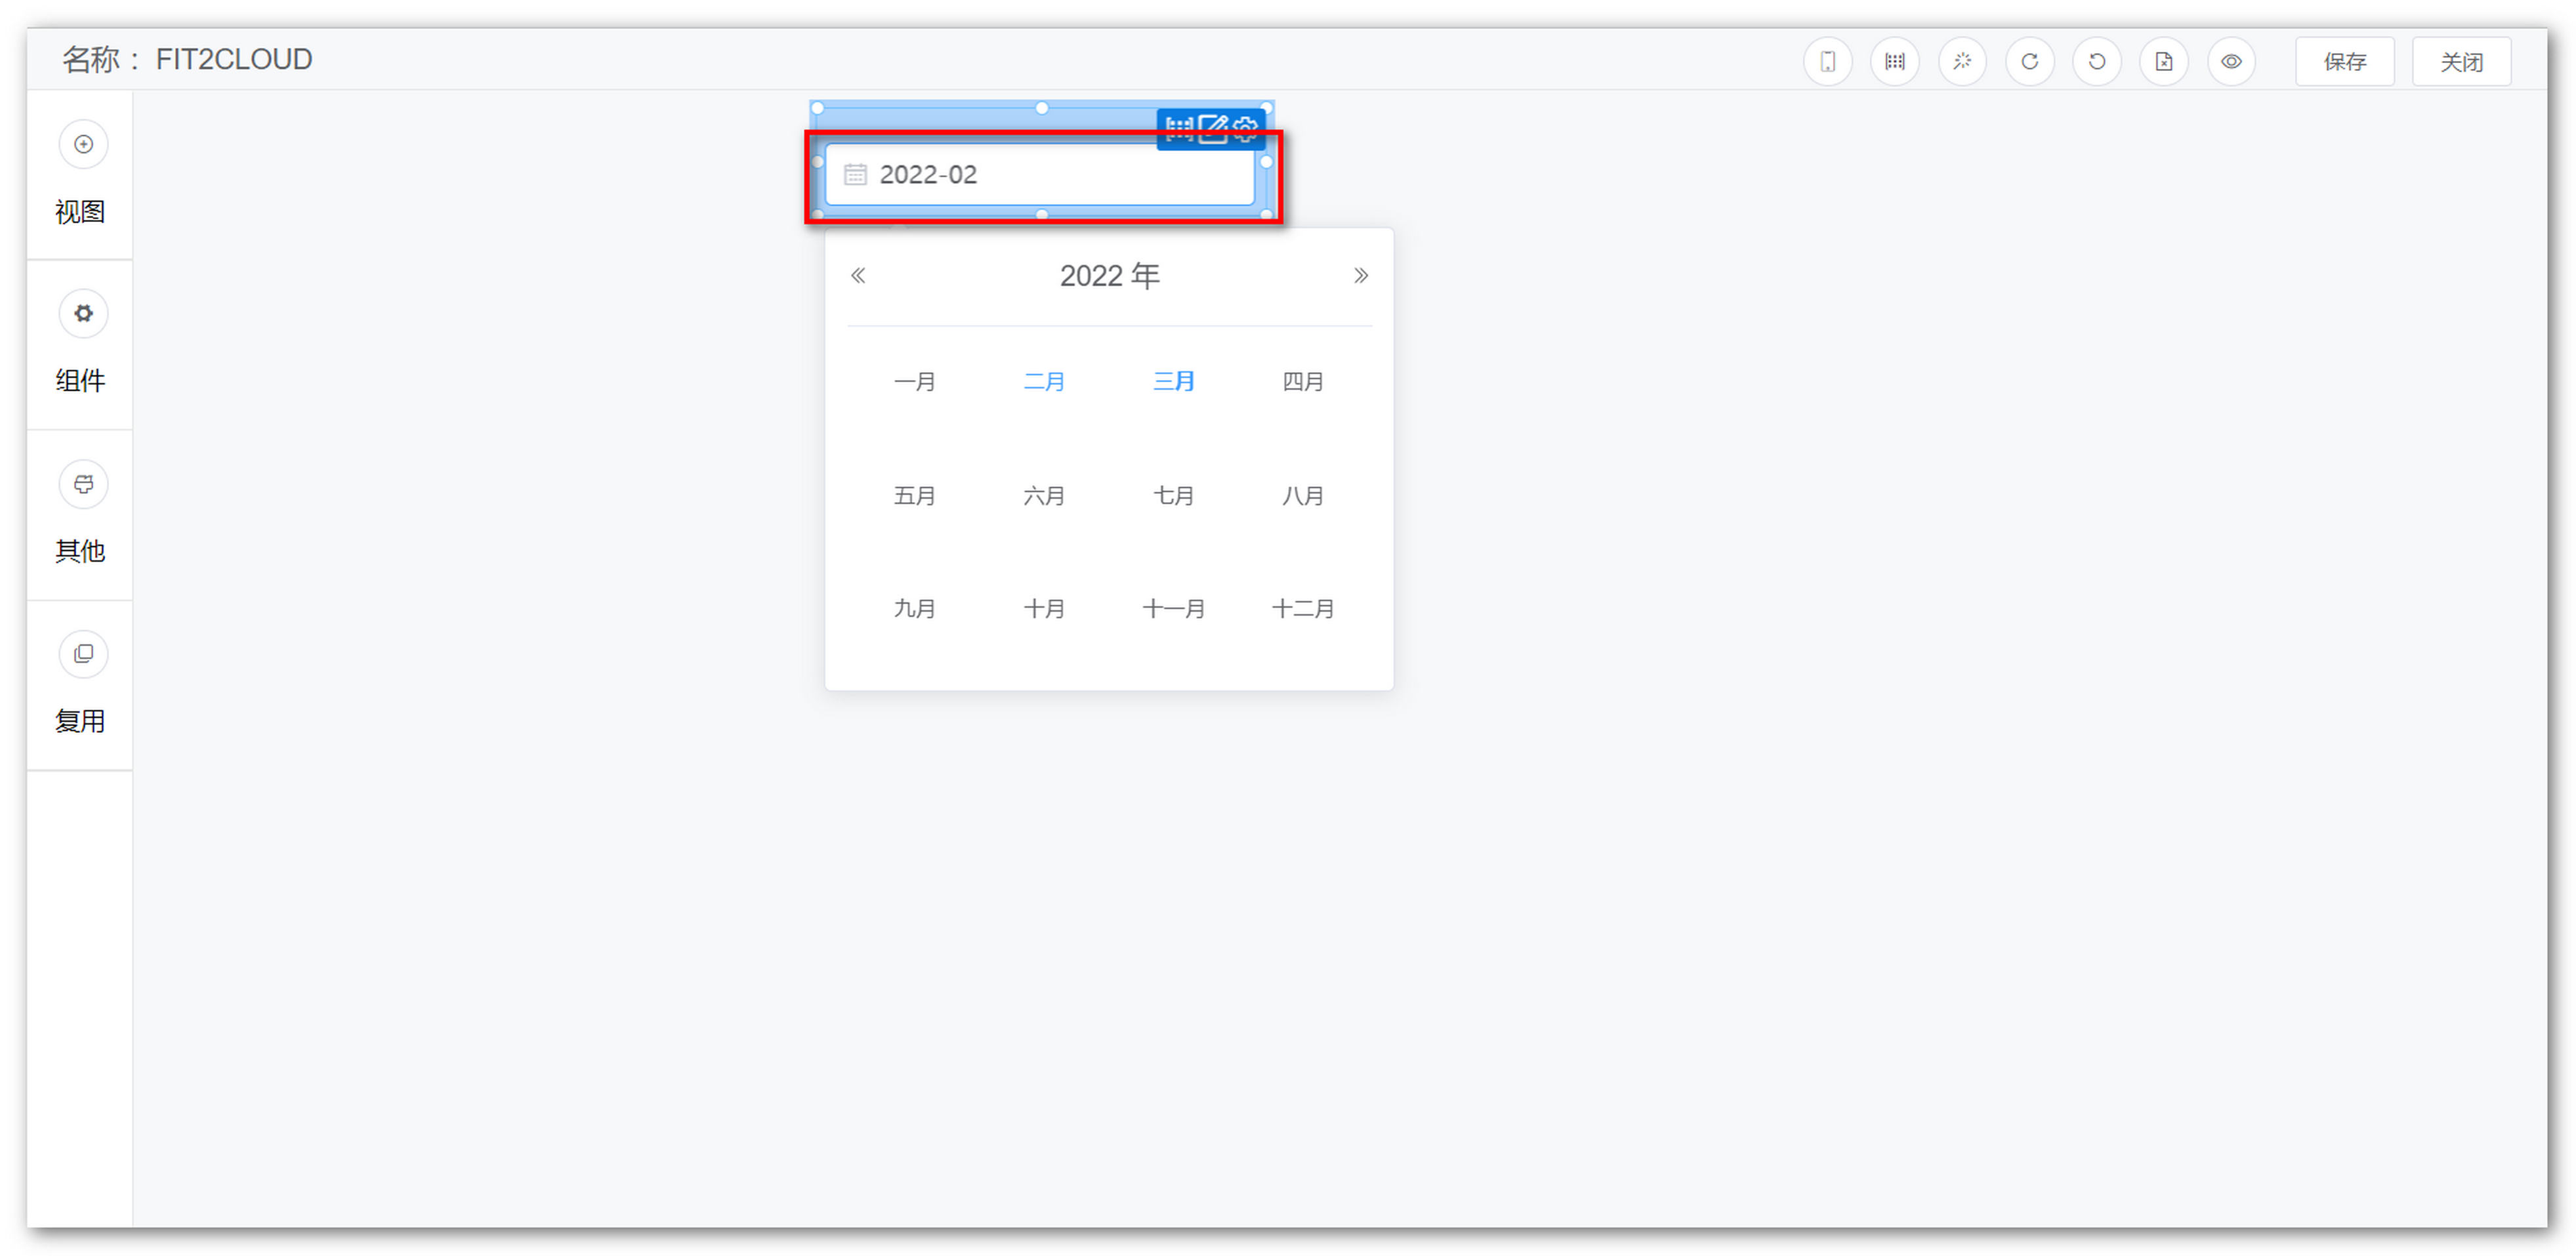 名称： FIT2CLOUD
保存 关闭
视图
组件
其他
复用
2022-02
2022 年
一月 二月 三月 四月
五月 六月 七月 八月
九月 十月 十一月 十二月